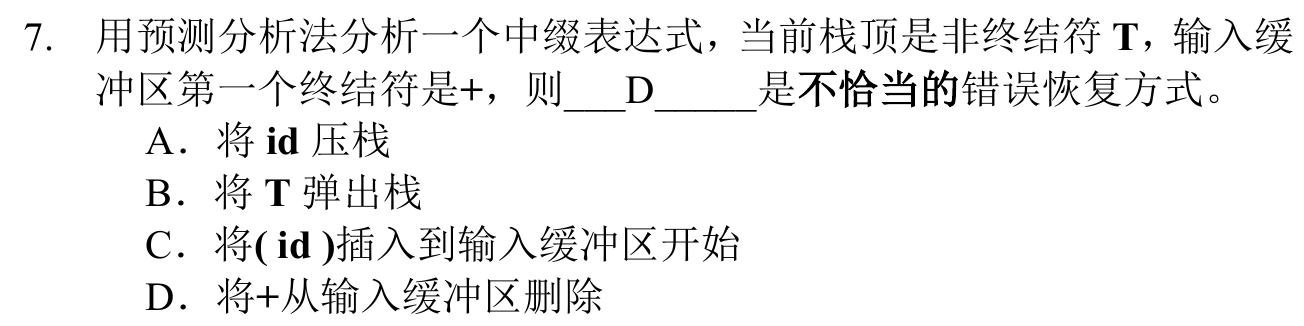 7. 用预测分析法分析一个中缀表达式，当前栈顶是非终结符 T，输入缓
冲区第一个终结符是+，则___D_____是不恰当的错误恢复方式。
A．将 id 压栈
B．将 T 弹出栈
C．将( id )插入到输入缓冲区开始
D．将+从输入缓冲区删除